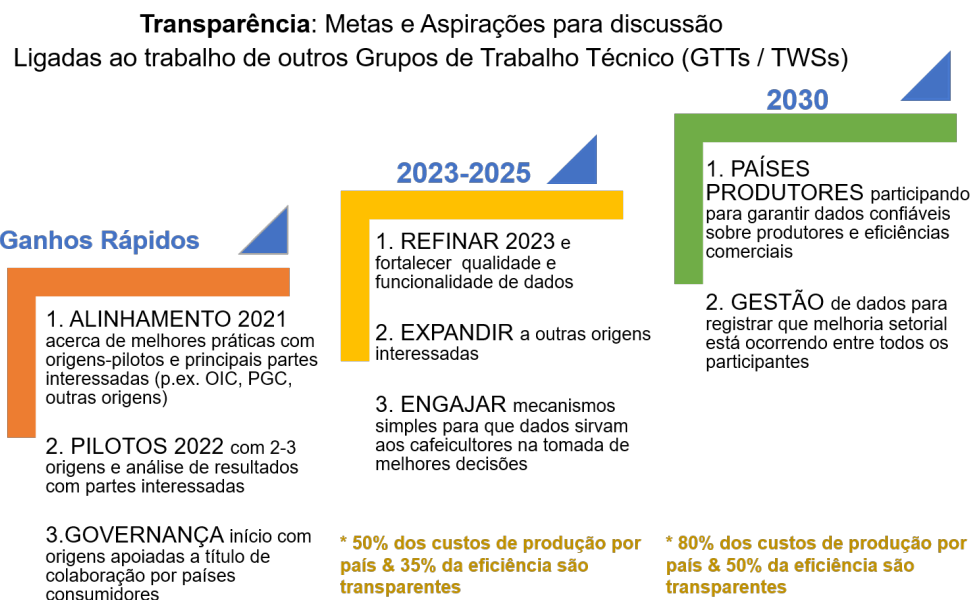 Transparência: Metas e Aspirações para discussão
Ligadas ao trabalho de outros Grupos de Trabalho Técnico (GTTs / TWSs)
Ganhos Rápidos
1. ALINHAMENTO 2021
acerca de melhores práticas com
origens-pilotos e principais partes
interessadas (p.ex. OIC, PGC,
outras origens)
2. PILOTOS 2022 com 2-3
origens e análise de resultados
com partes interessadas
3.GOVERNANÇA início com
origens apoiadas a título de
colaboração por países
consumidores
2023-2025
1. REFINAR 2023 e
fortalecer qualidade e
funcionalidade de dados
2. EXPANDIR a outras origens
interessadas
3. ENGAJAR mecanismos
simples para que dados sirvam
aos cafeicultores na tomada de
melhores decisões
* 50% dos custos de produção por
país & 35% da eficiência são
transparentes
2030
1. PAÍSES
PRODUTORES participando
para garantir dados confiáveis
sobre produtores e eficiências
comerciais
2. GESTÃO de dados para
registrar que melhoria setorial
está ocorrendo entre todos os
participantes
* 80% dos custos de produção por
país & 50% da eficiência são
transparentes